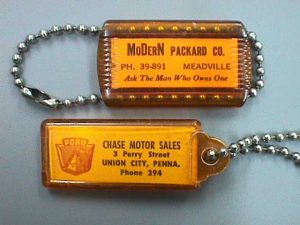 MoDerN PACKARD CO.
PH. 39-891 MEADVILLE
Ask The Man Who Owns One
FORD
CHASE MOTOR SALES
3 Perry Street
UNION CITY, PENNA.
Phone 394